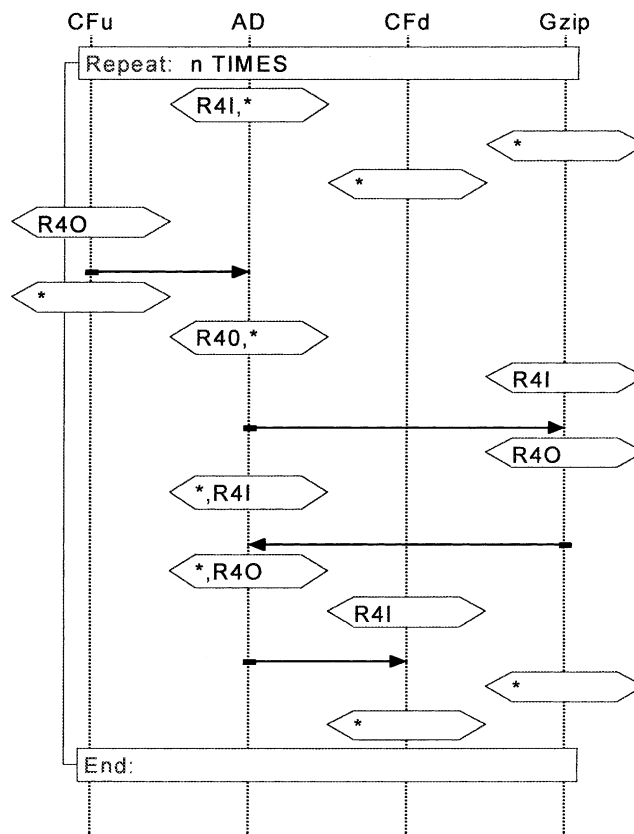 CFu AD CFd Gzip
Repeat: n TIMES
R4I,*
*
*
R4O
*
R40,*
R4I
R4O
*,R4I
*,R4O
R4I
*
*
End: